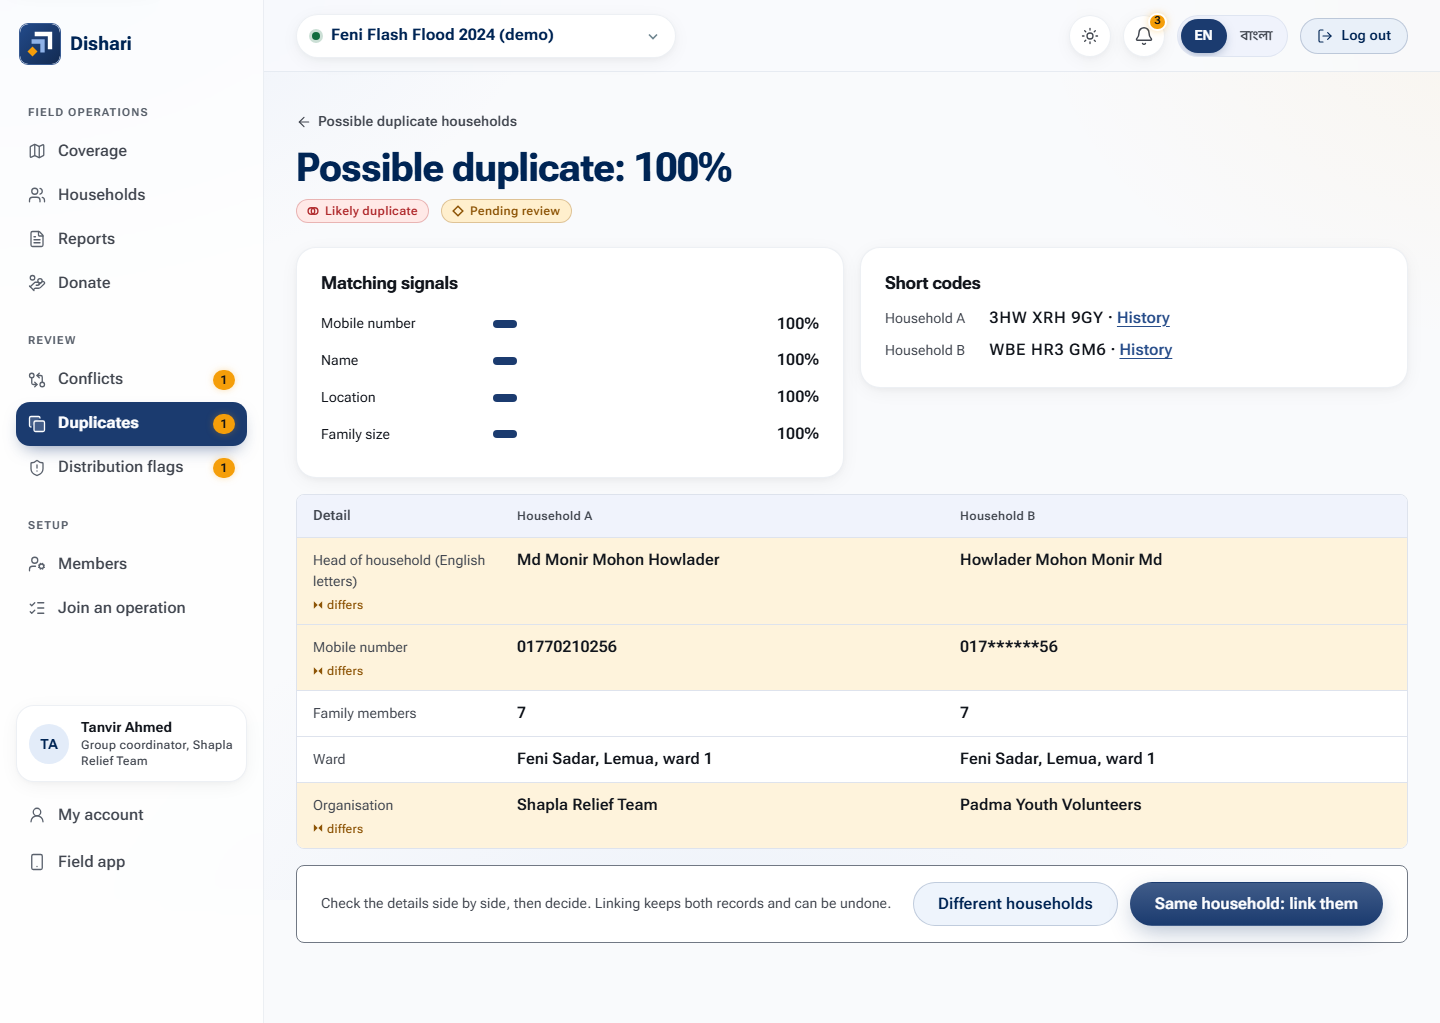 Dishari
Feni Flash Flood 2024 (demo)
3
EN
বাংলা
Log out
FIELD OPERATIONS
Coverage
Households
Reports
Donate
REVIEW
Conflicts 1
Duplicates 1
Distribution flags 1
SETUP
Members
Join an operation
TA
Tanvir Ahmed
Group coordinator, Shapla
Relief Team
My account
Field app
Possible duplicate households
Possible duplicate: 100%
Likely duplicate
Pending review
Matching signals
Mobile number 100%
Name 100%
Location 100%
Family size 100%
Short codes
Household A 3HW XRH 9GY · History
Household B WBE HR3 GM6 · History
Detail Household A Household B
Head of household (English
letters)
differs
Md Monir Mohon Howlader
Howlader Mohon Monir Md
Mobile number
differs
01770210256
017******56
Family members 7 7
Ward Feni Sadar, Lemua, ward 1 Feni Sadar, Lemua, ward 1
Organisation
differs
Shapla Relief Team
Padma Youth Volunteers
Check the details side by side, then decide. Linking keeps both records and can be undone.
Different households
Same household: link them